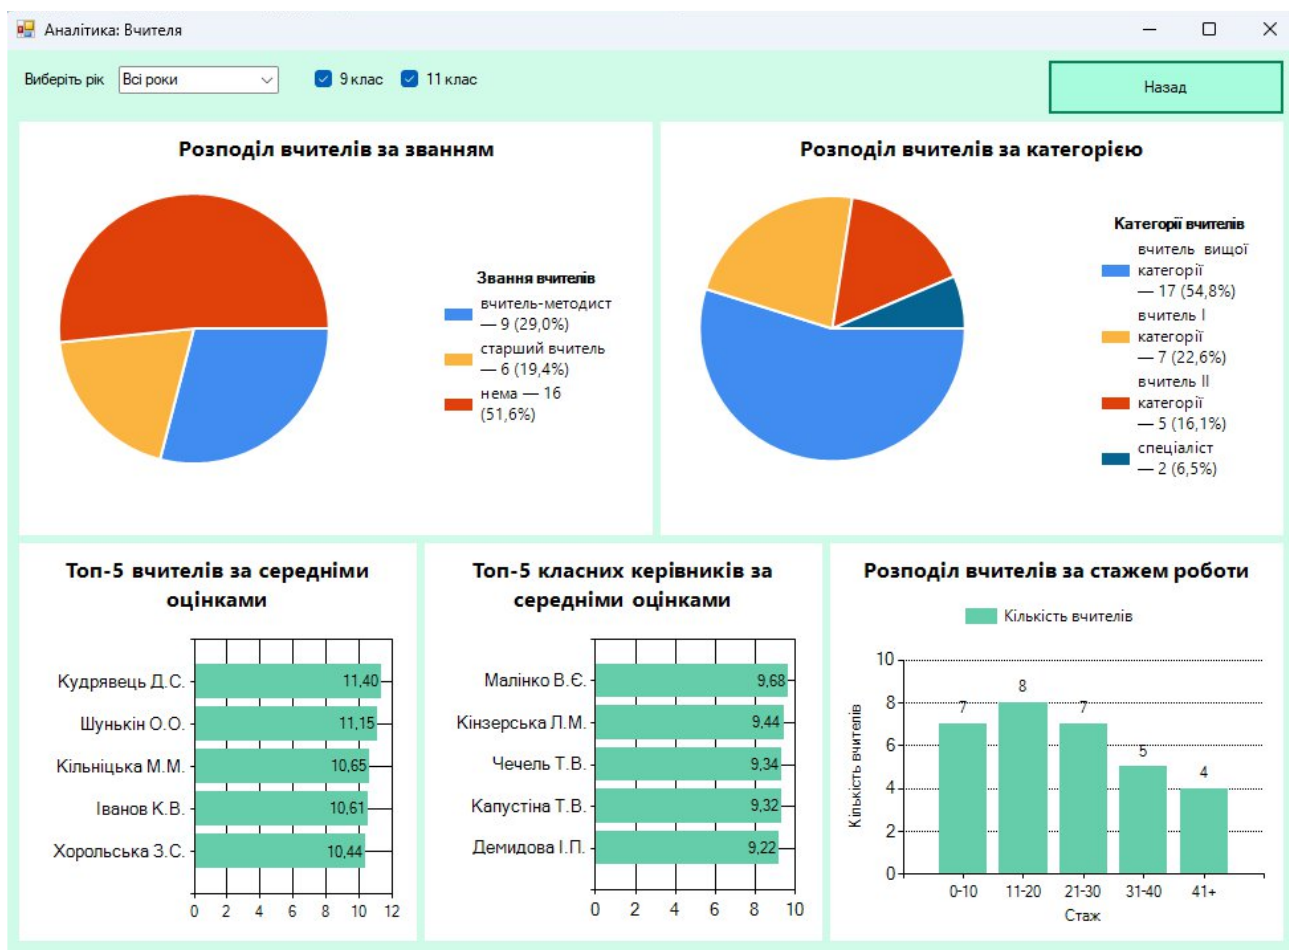 Аналітика: Вчителя
Виберіть рік
Всі роки
9 клас
11 клас
Назад
Розподіл вчителів за званням
Звання вчителів
вчитель-методист
— 9 (29,0%)
старший вчитель
— 6 (19,4%)
нема — 16
(51,6%)
Розподіл вчителів за категорією
Категорії вчителів
вчитель вищої
категорії
— 17 (54,8%)
вчитель I
категорії
— 7 (22,6%)
вчитель II
категорії
— 5 (16,1%)
спеціаліст
— 2 (6,5%)
Топ-5 вчителів за середніми
оцінками
Кудрявець Д.С. 11,40
Шунькін О.О. 11,15
Кільніцька М.М. 10,65
Іванов К.В. 10,61
Хорольська З.С. 10,44
0 2 4 6 8 10 12
Топ-5 класних керівників за
середніми оцінками
Малінко В.Є. 9,68
Кінзерська Л.М. 9,44
Чечель Т.В. 9,34
Капустіна Т.В. 9,32
Демидова І.П. 9,22
0 2 4 6 8 10
Розподіл вчителів за стажем роботи
Кількість вчителів
Кількість вчителів
10
8
6
4
2
0
7 8 7 5 4
0-10 11-20 21-30 31-40 41+
Стаж